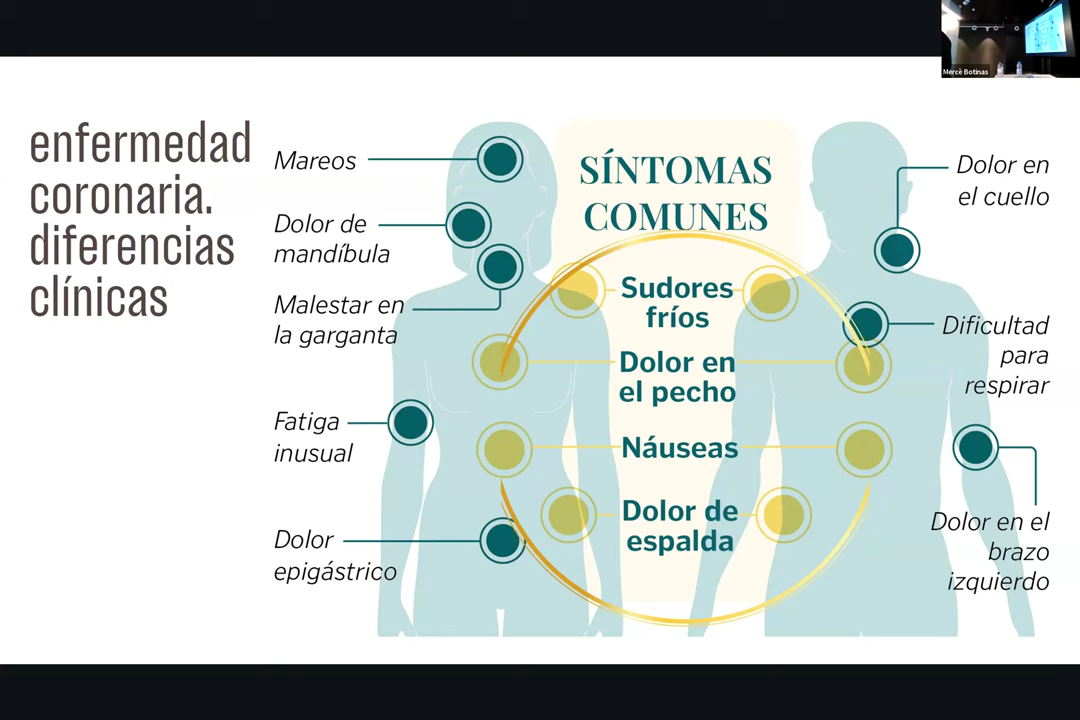 Mercè Botinas
enfermedad
coronaria.
diferencias
clínicas
Mareos
Dolor de
mandíbula
Malestar en
la garganta
Fatiga
inusual
Dolor
epigástrico
SÍNTOMAS
COMUNES
Sudores
fríos
Dolor en
el pecho
Náuseas
Dolor de
espalda
Dolor en
el cuello
Dificultad
para
respirar
Dolor en el
brazo
izquierdo